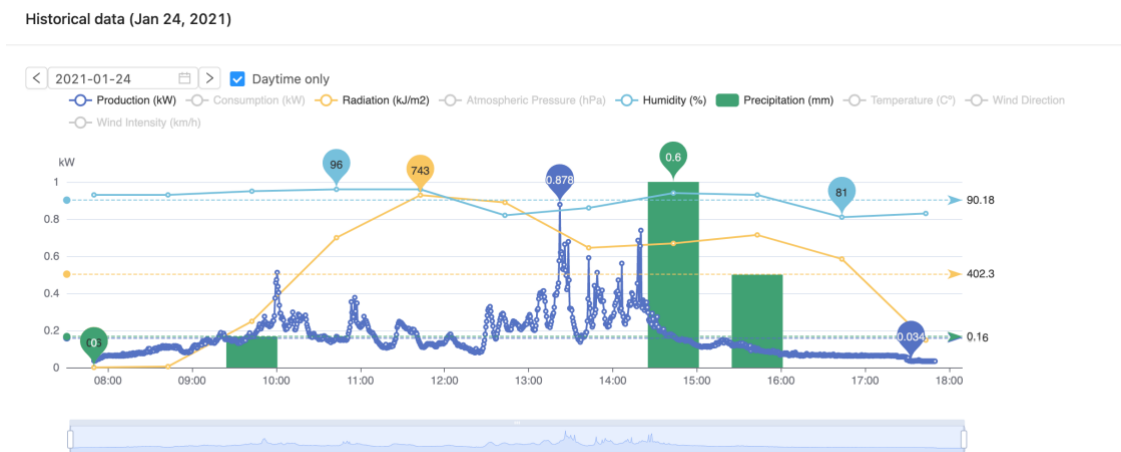 Historical data (Jan 24, 2021)
2021-01-24 Daytime only
Production (kW) Consumption (kW) Radiation (kJ/m2) Atmospheric Pressure (hPa) Humidity (%) Precipitation (mm) Temperature (C°) Wind Direction
Wind Intensity (km/h)
kW
96
743
0.878
0.6
81
1
90.18
0.8
0.6
402.3
0.4
0.2
0.16
0
0.034
0
08:00 09:00 10:00 11:00 12:00 13:00 14:00 15:00 16:00 17:00 18:00